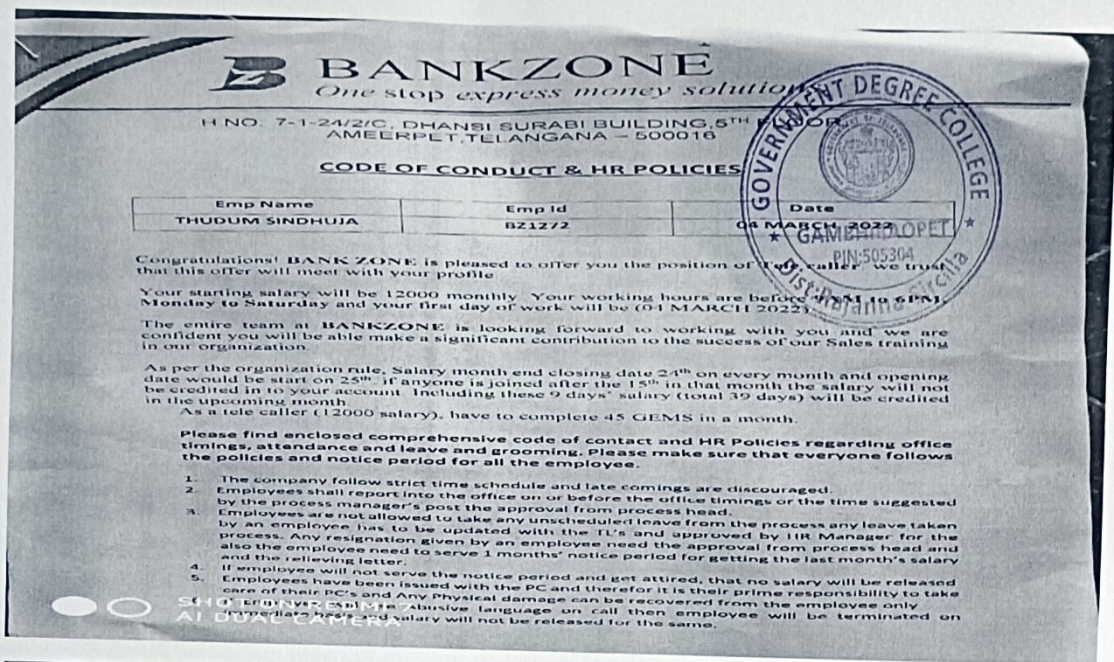 BZ BANKZONE
One stop express money solution
H NO. 7-1-24/2/C, DHANSI SURABI BUILDING,5TH FLOOR
AMEERPET,TELANGANA – 500016
CODE OF CONDUCT & HR POLICIES
Emp Name Emp Id Date
THUDUM SINDHUJA BZ1272 04 MARCH 2022
GOVERNMENT DEGREE COLLEGE
GAMBHIRAOPET
PIN:505304
Dist:Rajanna Sircilla
Congratulations! BANK ZONE is pleased to offer you the position of Tele caller, we trust
that this offer will meet with your profile
Your starting salary will be 12000 monthly. Your working hours are before 9AM to 6PM,
Monday to Saturday and your first day of work will be (04 MARCH 2022)
The entire team at BANKZONE is looking forward to working with you and we are
confident you will be able make a significant contribution to the success of our Sales training
in our organization.
As per the organization rule, Salary month end closing date 24th on every month and opening
date would be start on 25th, if anyone is joined after the 15th in that month the salary will not
be credited in to your account. Including these 9 days' salary (total 39 days) will be credited
in the upcoming month.
As a tele caller (12000 salary), have to complete 45 GEMS in a month.
Please find enclosed comprehensive code of contact and HR Policies regarding office
timings, attendance and leave and grooming. Please make sure that everyone follows
the policies and notice period for all the employee.
1. The company follow strict time schedule and late comings are discouraged.
2. Employees shall report into the office on or before the office timings or the time suggested
by the process manager's post the approval from process head.
3. Employees are not allowed to take any unscheduled leave from the process any leave taken
by an employee has to be updated with the TL's and approved by HR Manager for the
process. Any resignation given by an employee need the approval from process head and
also the employee need to serve 1 months' notice period for getting the last month's salary
and the relieving letter.
4. If employee will not serve the notice period and get attired, that no salary will be released
5. Employees have been issued with the PC and therefor it is their prime responsibility to take
care of their PC's and Any Physical damage can be recovered from the employee only
abusive language on call then employee will be terminated on
immediate basis and salary will not be released for the same.
SHOT ON REDMI 7
AI DUAL CAMERA